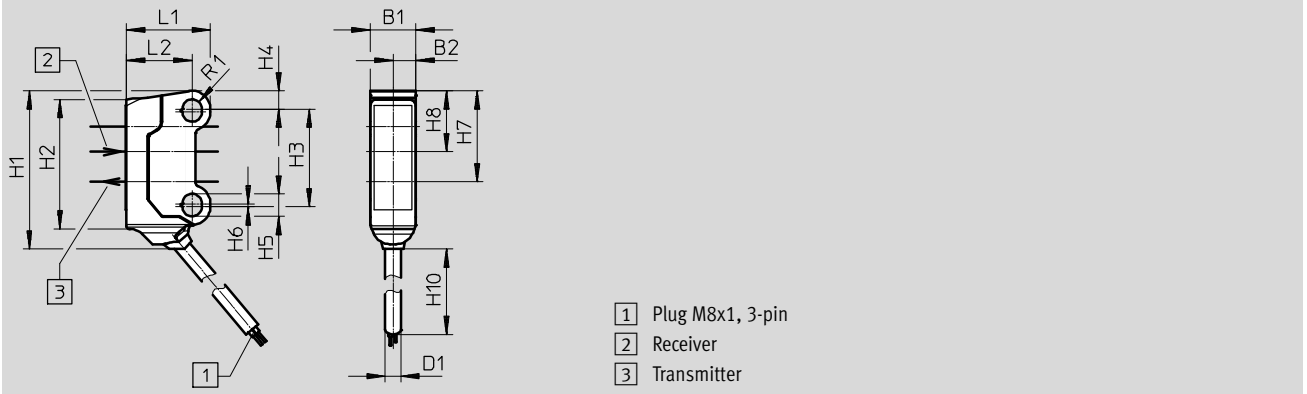 L1
L2
H4
R1
B1
B2
2
H1
H2
H3
H8
H7
H6
H5
3
H10
1
D1
1 Plug M8x1, 3-pin
2 Receiver
3 Transmitter